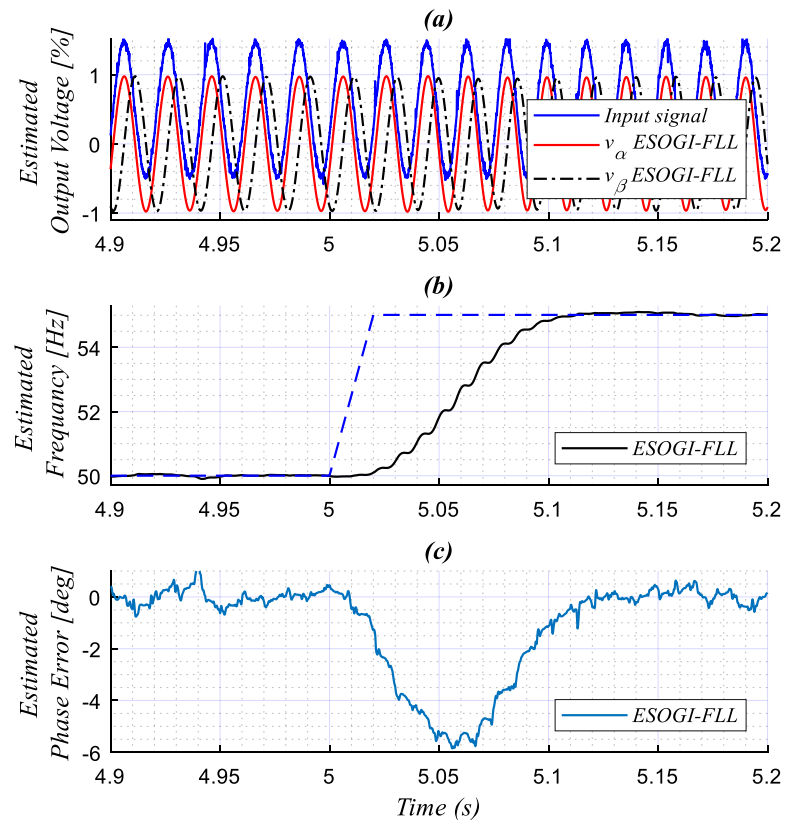 (a)
Estimated
Output Voltage [%]
1
0
-1
Input signal
vα ESOGI-FLL
vβ ESOGI-FLL
4.9 4.95 5 5.05 5.1 5.15 5.2
(b)
Estimated
Frequancy [Hz]
54
52
50
ESOGI-FLL
4.9 4.95 5 5.05 5.1 5.15 5.2
(c)
Estimated
Phase Error [deg]
0
-2
-4
-6
ESOGI-FLL
4.9 4.95 5 5.05 5.1 5.15 5.2
Time (s)